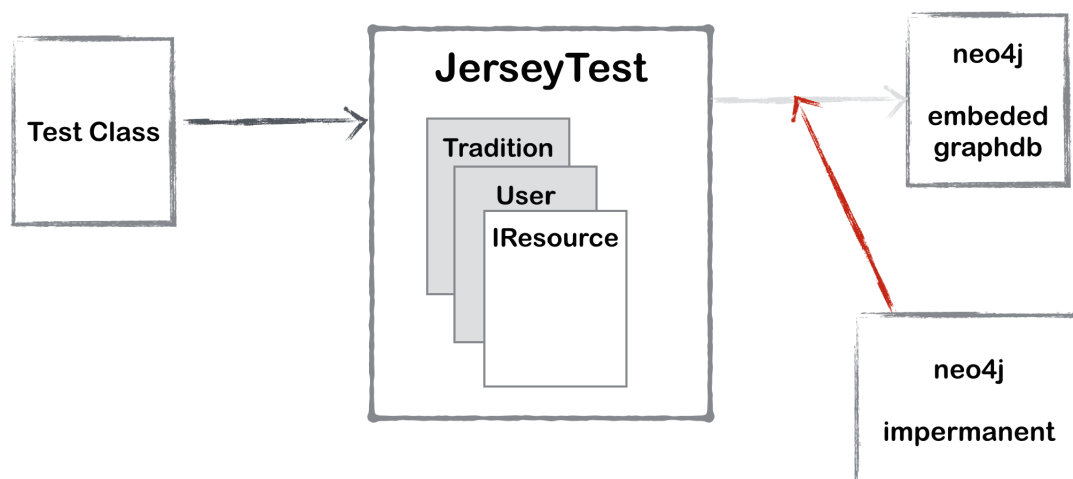 Test Class
JerseyTest
Tradition
User
IResource
neo4j
embeded
graphdb
neo4j
impermanent